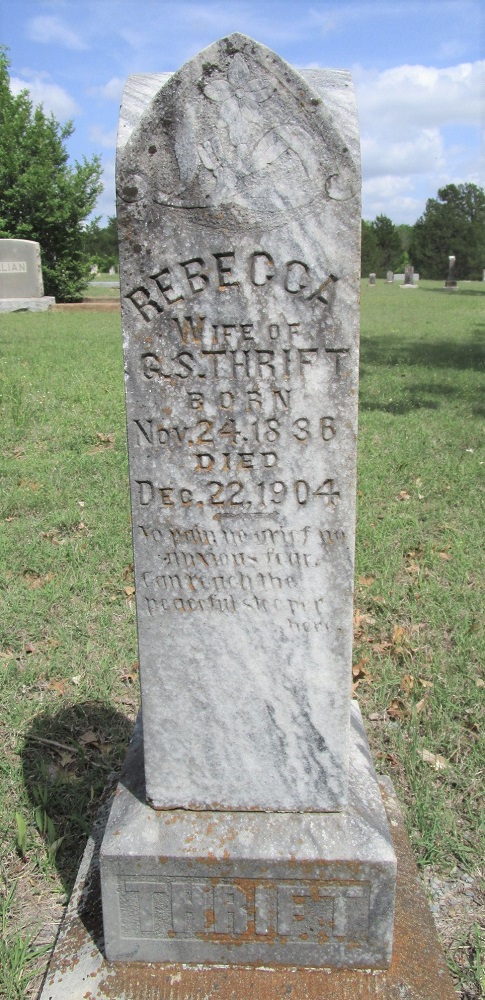 REBECCA
WIFE OF
G.S. THRIFT
BORN
NOV. 24, 1836
DIED
DEC. 22, 1904
No pain no grief no
anxious fear,
Can reach the
peaceful sleeper
here.
THRIFT
LIAN